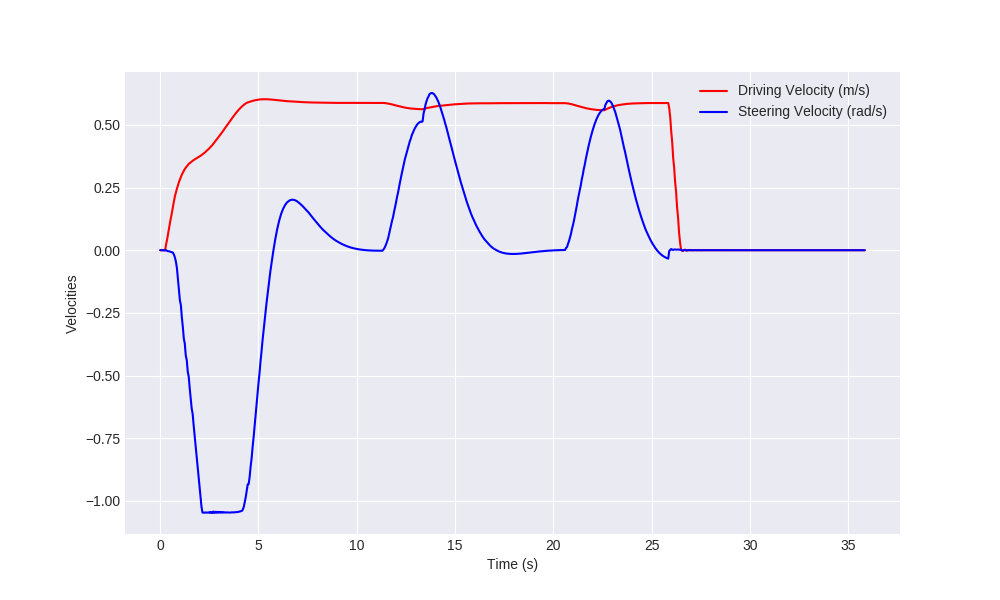 Driving Velocity (m/s)
Steering Velocity (rad/s)
0.50
0.25
0.00
−0.25
−0.50
−0.75
−1.00
Velocities
0 5 10 15 20 25 30 35
Time (s)